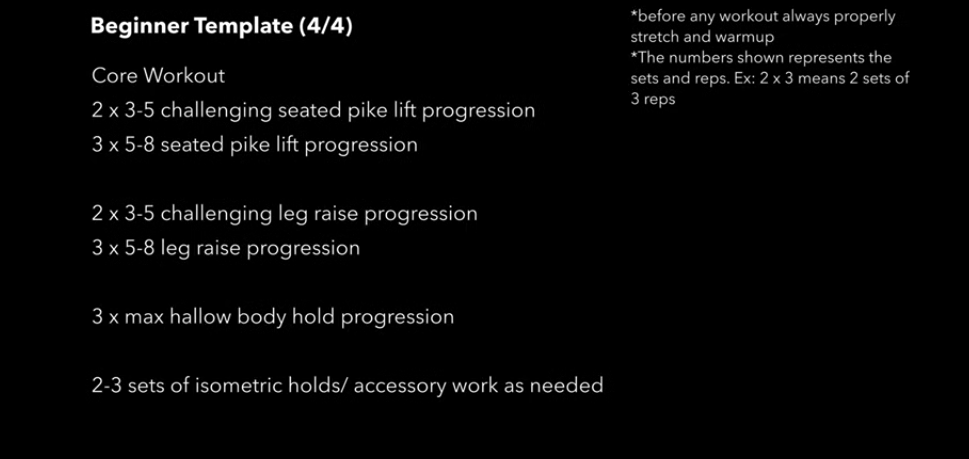 Beginner Template (4/4)
Core Workout
2 x 3-5 challenging seated pike lift progression
3 x 5-8 seated pike lift progression
2 x 3-5 challenging leg raise progression
3 x 5-8 leg raise progression
3 x max hallow body hold progression
2-3 sets of isometric holds/ accessory work as needed
*before any workout always properly
stretch and warmup
*The numbers shown represents the
sets and reps. Ex: 2 x 3 means 2 sets of
3 reps